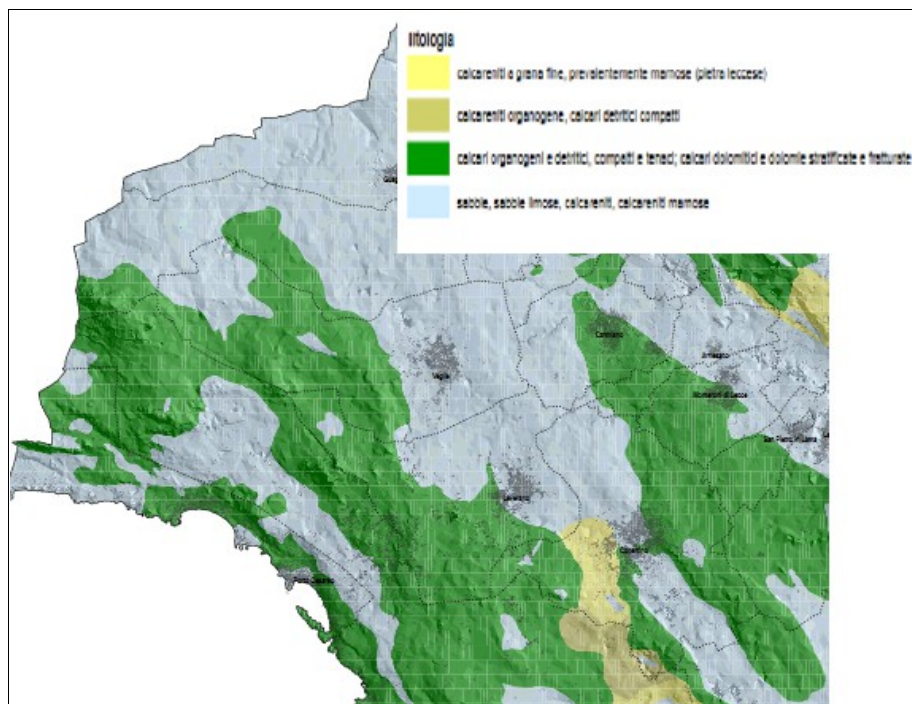 litologia
calcareniti a grana fine, prevalentemente marnose (pietra leccese)
calcareniti organogene, calcari detritici compatti
calcari organogeni e detritici, compatti e tenaci; calcari dolomitici e dolomie stratificate e fratturate
sabbie, sabbie limose, calcareniti, calcareniti marnose
Carmiano
Arnesano
Veglie
Monteroni di Lecce
San Pietro in Lama
Leverano
Copertino
Porto Cesareo